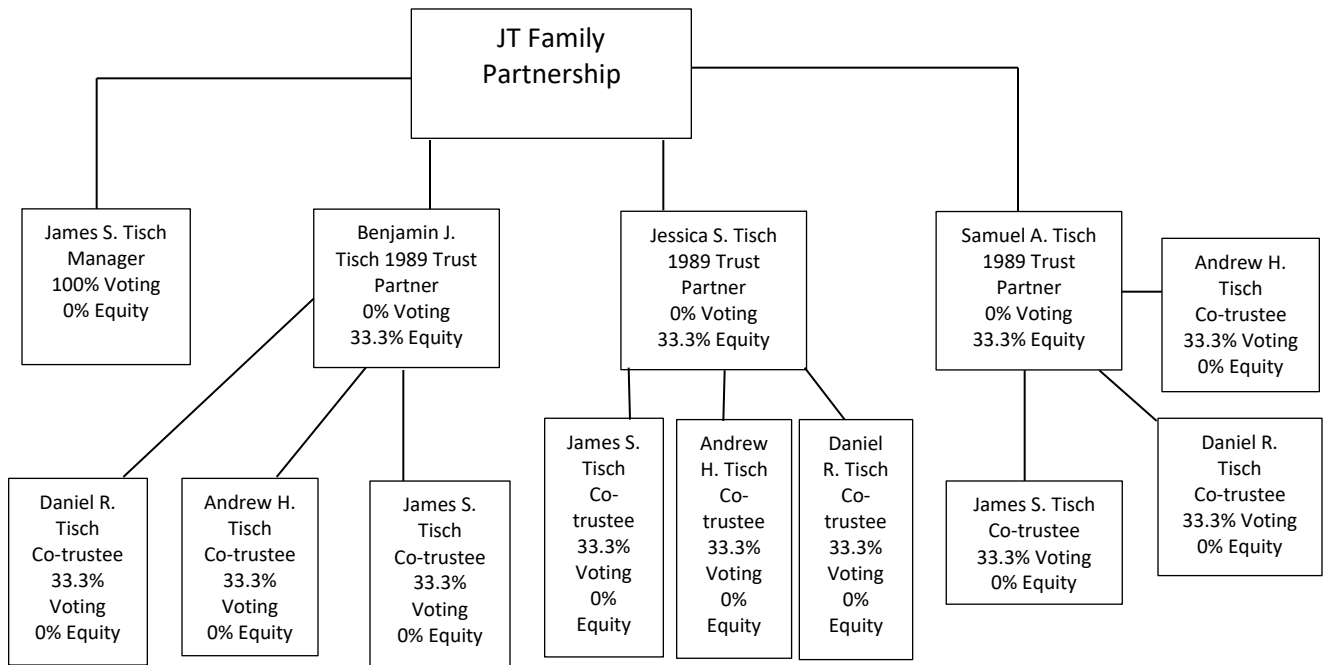 JT Family
Partnership
James S. Tisch
Manager
100% Voting
0% Equity
Benjamin J.
Tisch 1989 Trust
Partner
0% Voting
33.3% Equity
Jessica S. Tisch
1989 Trust
Partner
0% Voting
33.3% Equity
Samuel A. Tisch
1989 Trust
Partner
0% Voting
33.3% Equity
Andrew H.
Tisch
Co-trustee
33.3% Voting
0% Equity
Daniel R.
Tisch
Co-trustee
33.3%
Voting
0% Equity
Andrew H.
Tisch
Co-trustee
33.3%
Voting
0% Equity
James S.
Tisch
Co-trustee
33.3%
Voting
0% Equity
James S.
Tisch
Co-
trustee
33.3%
Voting
0%
Equity
Andrew
H. Tisch
Co-
trustee
33.3%
Voting
0%
Equity
Daniel
R. Tisch
Co-
trustee
33.3%
Voting
0%
Equity
James S. Tisch
Co-trustee
33.3% Voting
0% Equity
Daniel R.
Tisch
Co-trustee
33.3% Voting
0% Equity